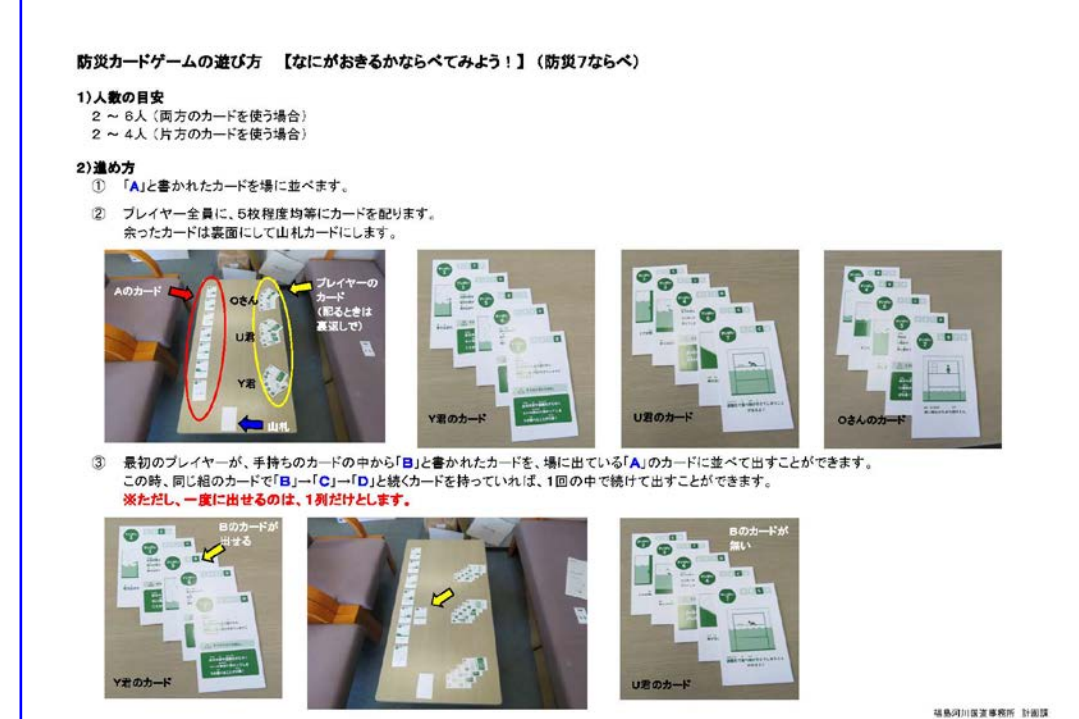 防災カードゲームの遊び方　【なにがおきるかならべてみよう！】（防災7ならべ）
1)人数の目安
２ ～ ６人（両方のカードを使う場合）
２ ～ ４人（片方のカードを使う場合）
2)進め方
①　「A」と書かれたカードを場に並べます。
②　プレイヤー全員に、5枚程度均等にカードを配ります。
余ったカードは裏面にして山札カードにします。
Aのカード
Oさん
プレイヤーの
カード
（配るときは
裏返しで）
U君
Y君
山札
Y君のカード
U君のカード
Oさんのカード
③　最初のプレイヤーが、手持ちのカードの中から「B」と書かれたカードを、場に出ている「A」のカードに並べて出すことができます。
この時、同じ組のカードで「B」→「C」→「D」と続くカードを持っていれば、1回の中で続けて出すことができます。
※ただし、一度に出せるのは、1列だけとします。
Bのカードが
出せる
Y君のカード
Bのカードが
無い
U君のカード
福島河川国道事務所　計画課